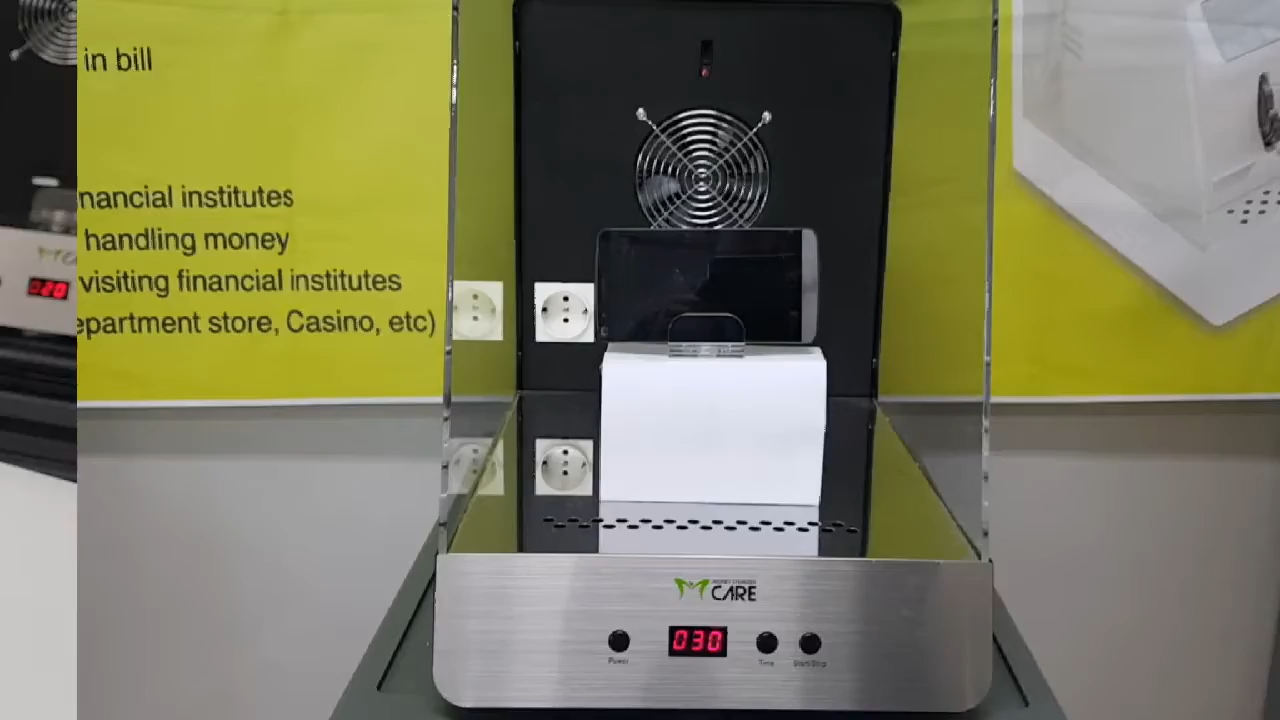 in bill
nancial institutes
handling money
visiting financial institutes
epartment store, Casino, etc)
020
CARE
030
Power
Time
Start/Stop